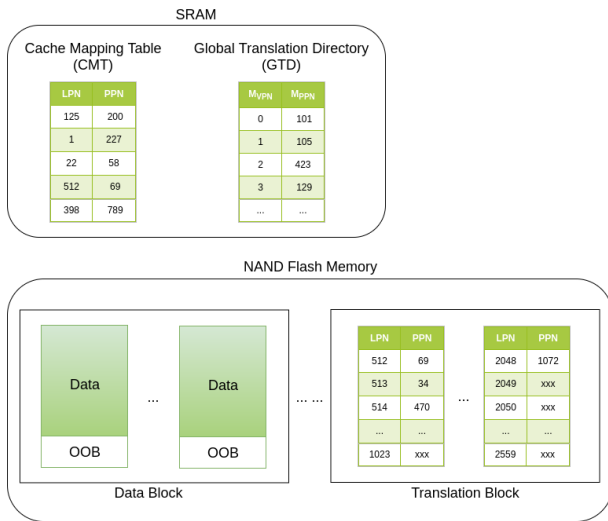 SRAM
Cache Mapping Table
(CMT)
LPN PPN
125 200
1 227
22 58
512 69
398 789
Global Translation Directory
(GTD)
MVPN MPPN
0 101
1 105
2 423
3 129
... ...
NAND Flash Memory
Data
OOB
...
Data
OOB
Data Block
... ...
LPN PPN
512 69
513 34
514 470
... ...
1023 xxx
...
LPN PPN
2048 1072
2049 xxx
2050 xxx
... ...
2559 xxx
Translation Block